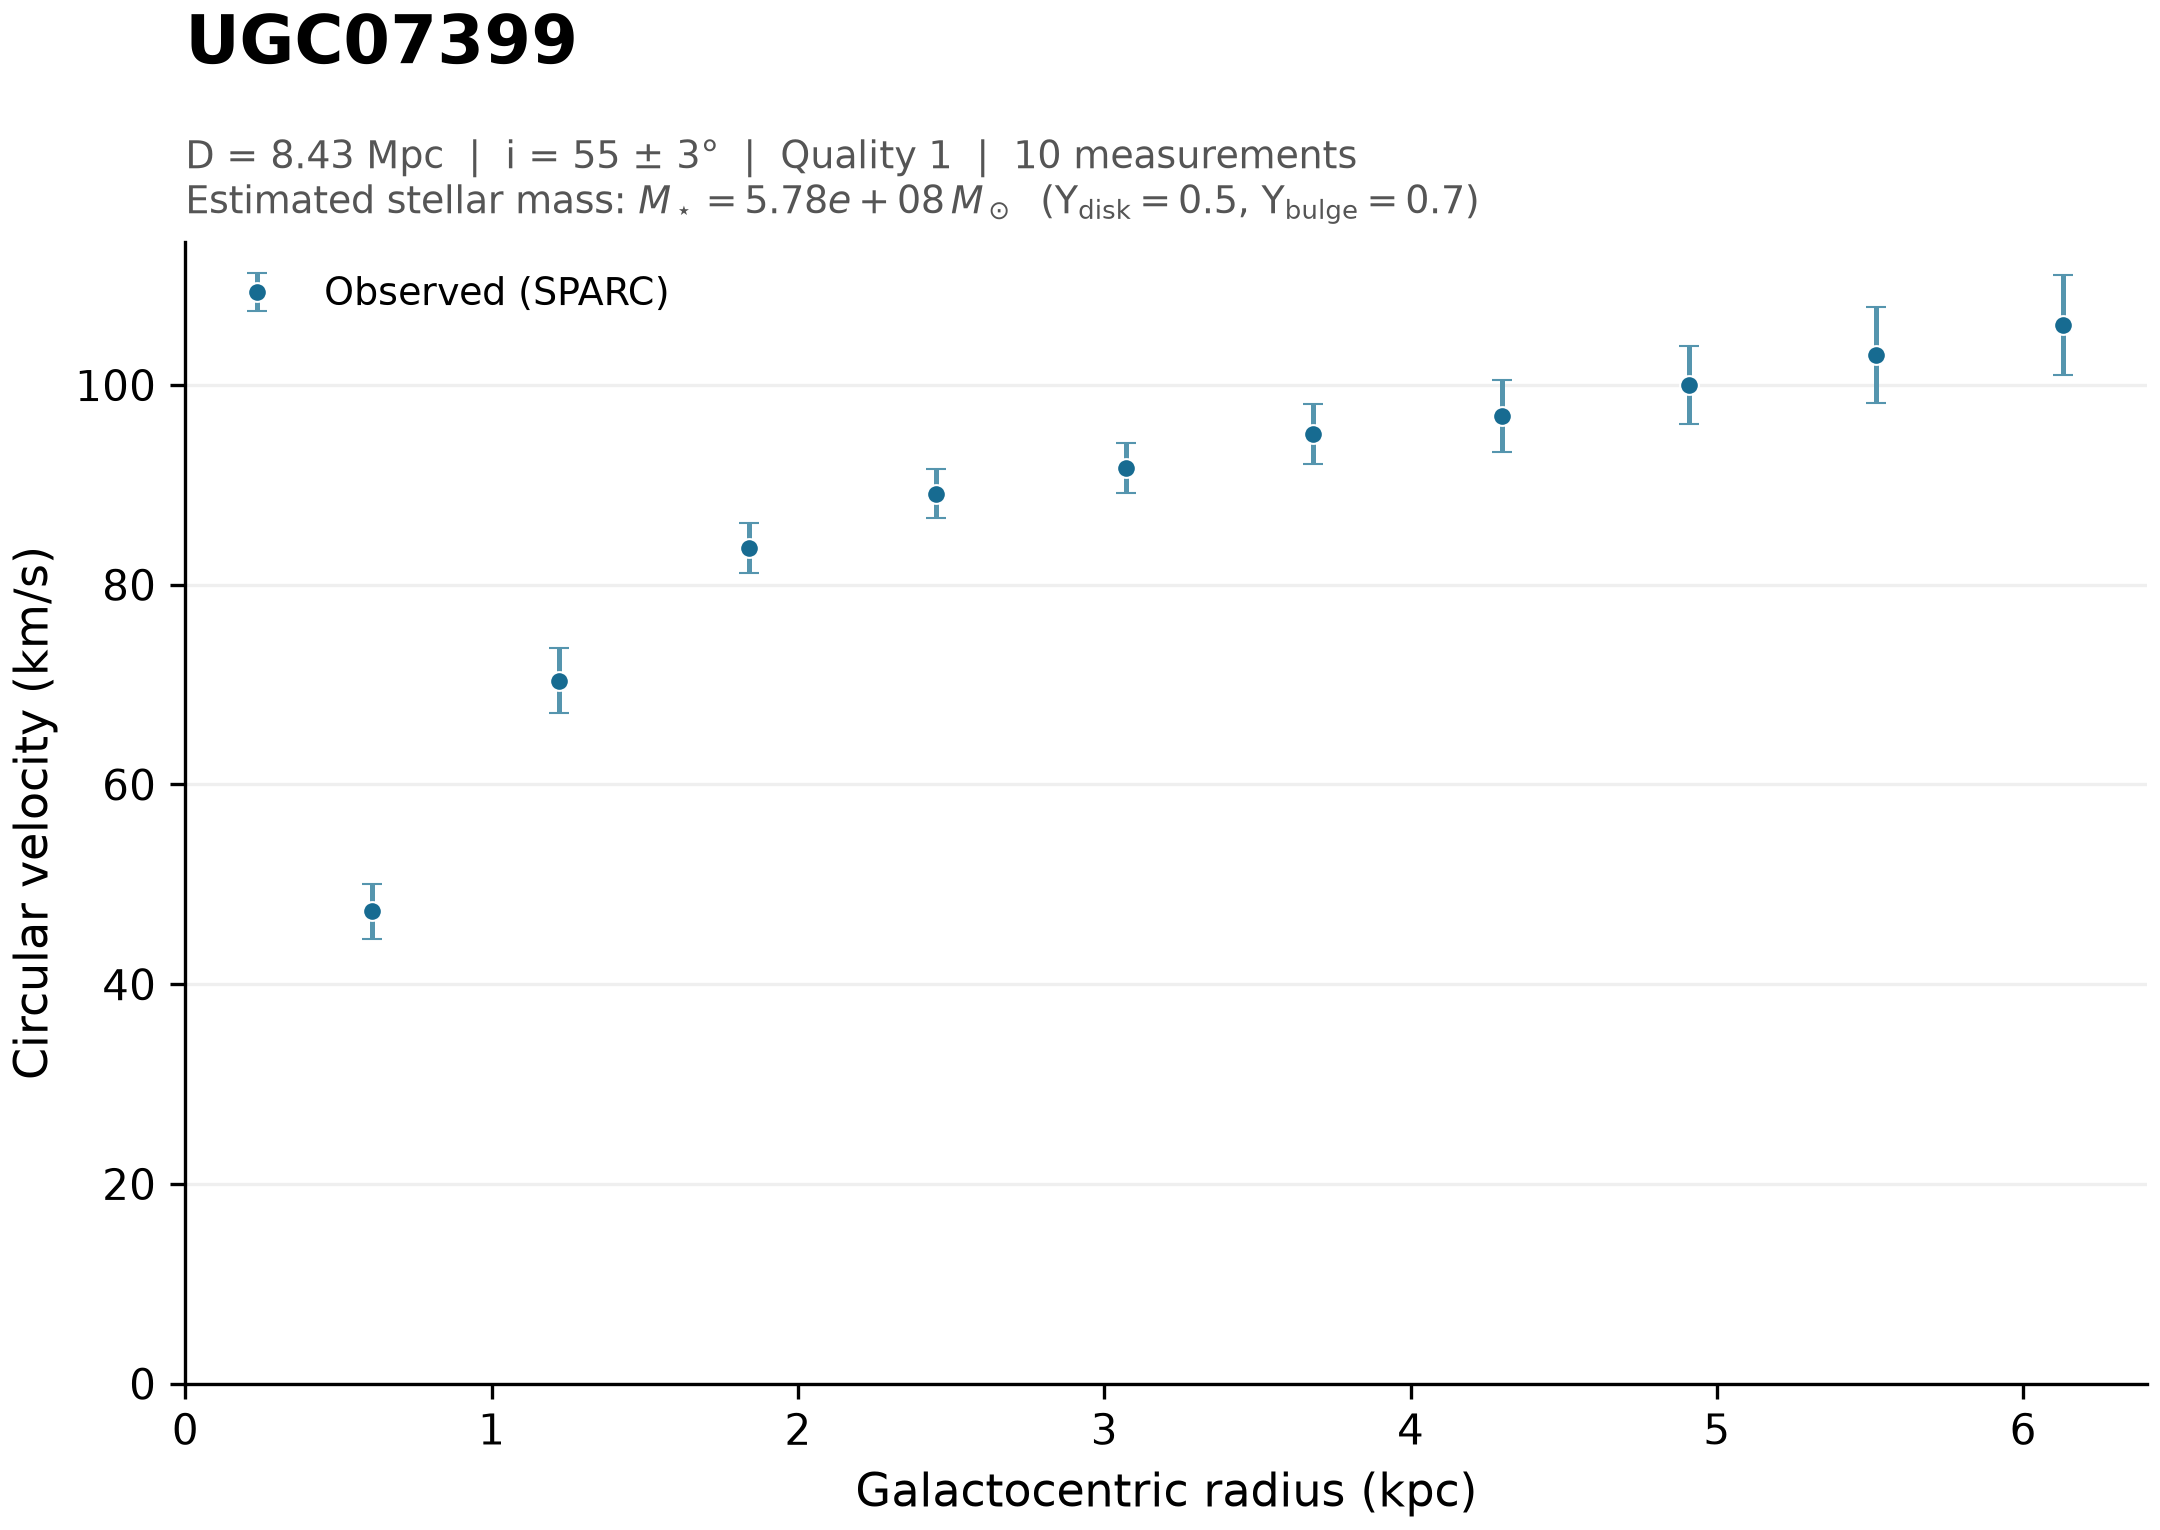 UGC07399
D = 8.43 Mpc | i = 55 ± 3° | Quality 1 | 10 measurements
Estimated stellar mass: M⋆ = 5.78e + 08 M⊙ (Υdisk = 0.5, Υbulge = 0.7)
Observed (SPARC)
Circular velocity (km/s)
100
80
60
40
20
0
0 1 2 3 4 5 6
Galactocentric radius (kpc)